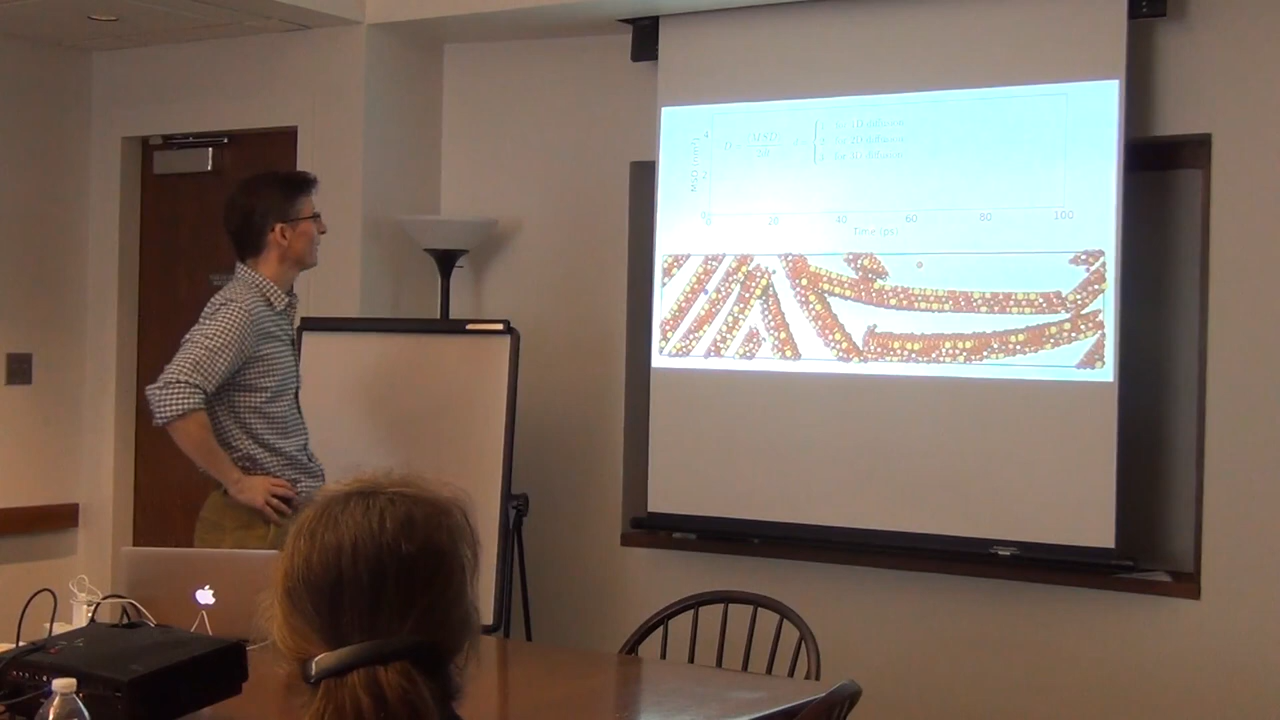 4
2
0
MSD (nm²)
D = MSD
1 for 1D diffusion
2 for 2D diffusion
3 for 3D diffusion
0 20 40 60 80 100
Time (ps)